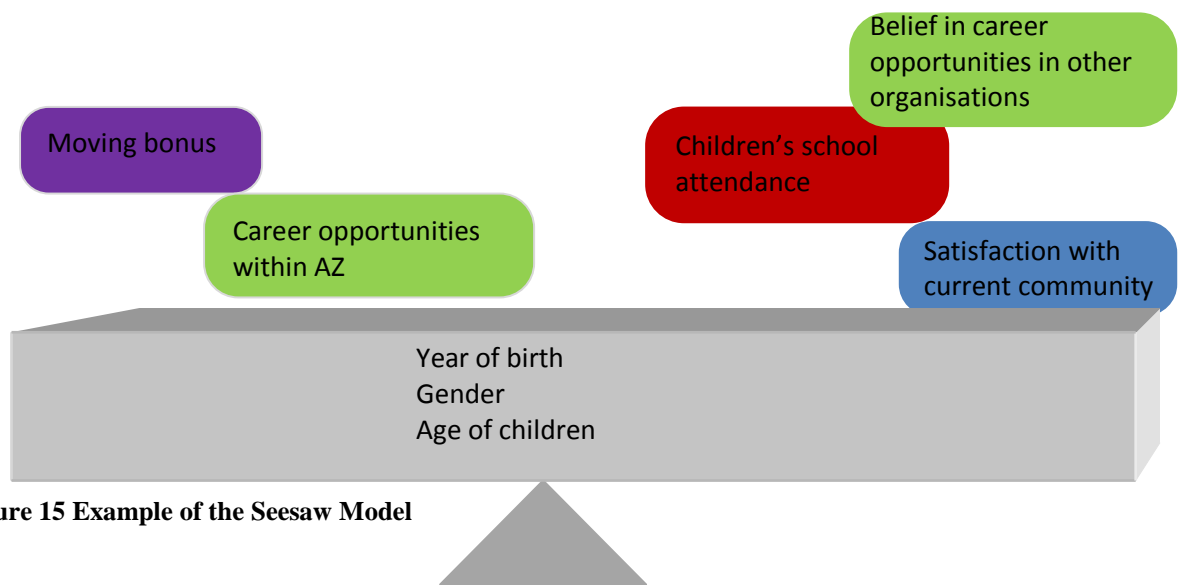 Belief in career
opportunities in other
organisations
Moving bonus
Children's school
attendance
Career opportunities
within AZ
Satisfaction with
current community
Year of birth
Gender
Age of children
ure 15 Example of the Seesaw Model